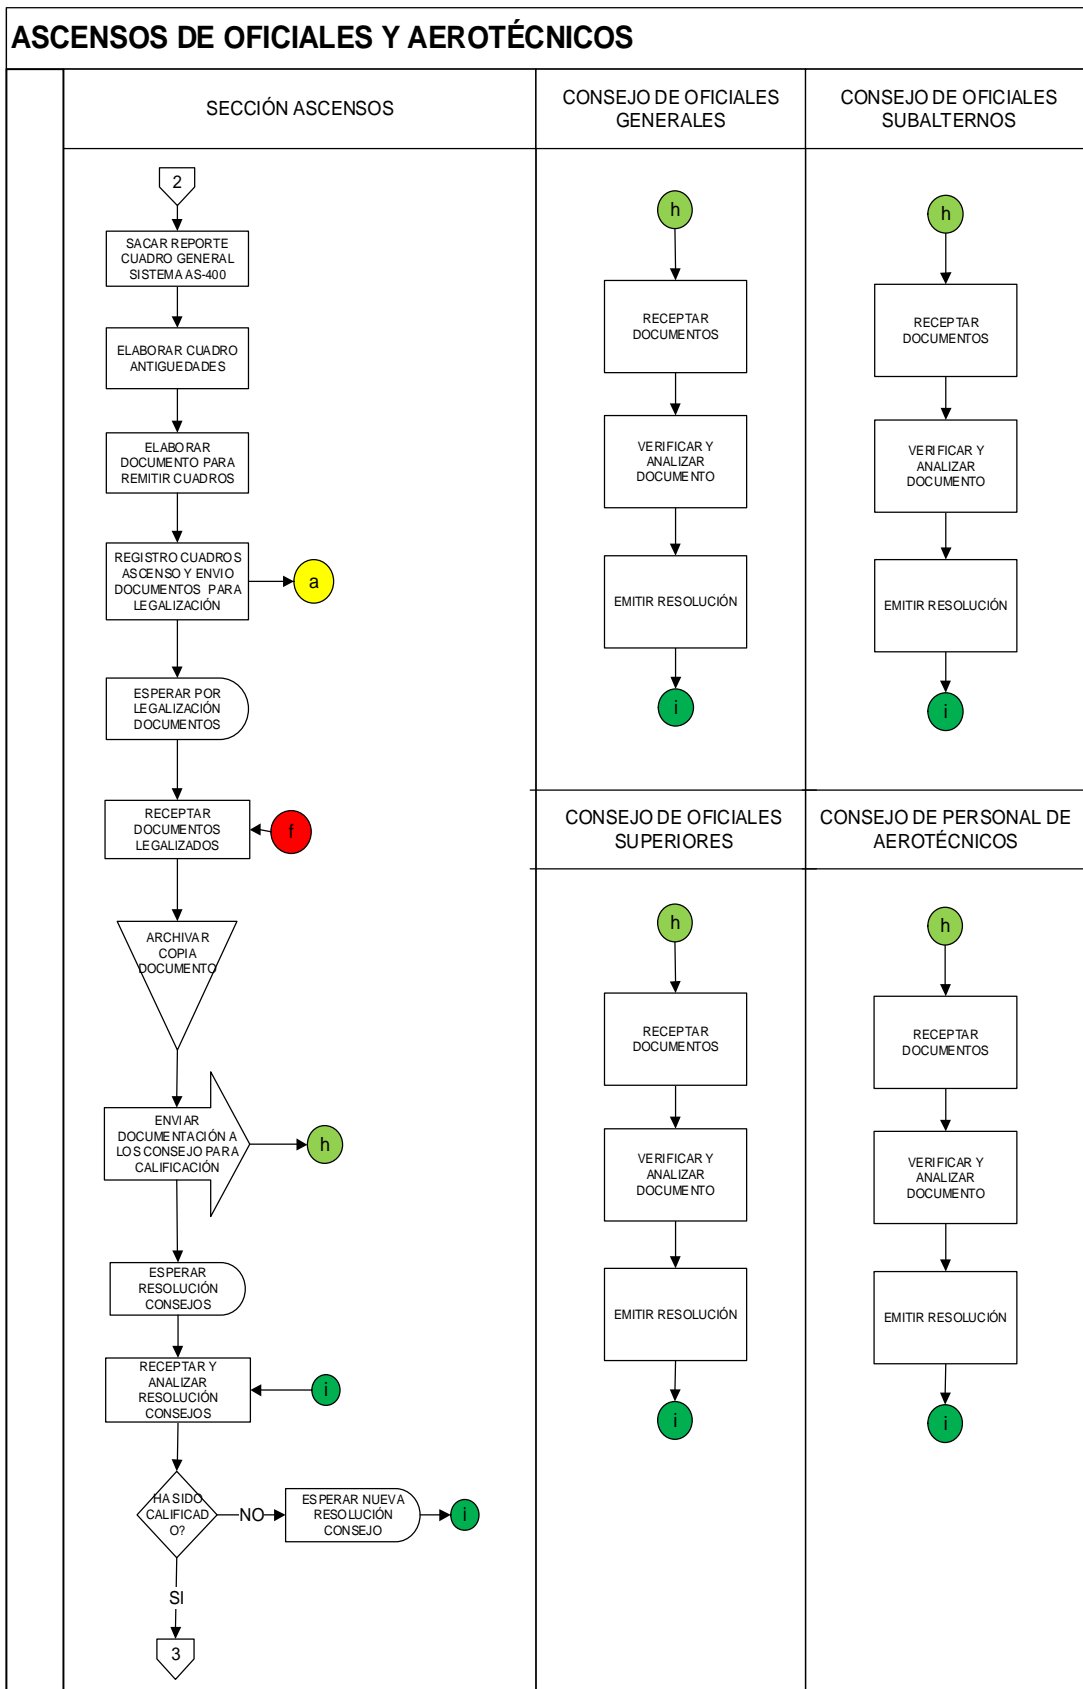 ASCENSOS DE OFICIALES Y AEROTÉCNICOS
SECCIÓN ASCENSOS
2
SACAR REPORTE
CUADRO GENERAL
SISTEMA AS-400
ELABORAR CUADRO
ANTIGUEDADES
ELABORAR
DOCUMENTO PARA
REMITIR CUADROS
REGISTRO CUADROS
ASCENSO Y ENVIO
DOCUMENTOS PARA
LEGALIZACIÓN
a
ESPERAR POR
LEGALIZACIÓN
DOCUMENTOS
RECEPTAR
DOCUMENTOS
LEGALIZADOS
f
ARCHIVAR
COPIA
DOCUMENTO
ENVIAR
DOCUMENTACIÓN A
LOS CONSEJO PARA
CALIFICACIÓN
h
ESPERAR
RESOLUCIÓN
CONSEJOS
RECEPTAR Y
ANALIZAR
RESOLUCIÓN
CONSEJOS
i
HA SIDO
CALIFICAD
O?
NO
ESPERAR NUEVA
RESOLUCIÓN
CONSEJO
i
SI
3
CONSEJO DE OFICIALES
GENERALES
h
RECEPTAR
DOCUMENTOS
VERIFICAR Y
ANALIZAR
DOCUMENTO
EMITIR RESOLUCIÓN
i
CONSEJO DE OFICIALES
SUBALTERNOS
h
RECEPTAR
DOCUMENTOS
VERIFICAR Y
ANALIZAR
DOCUMENTO
EMITIR RESOLUCIÓN
i
CONSEJO DE OFICIALES
SUPERIORES
h
RECEPTAR
DOCUMENTOS
VERIFICAR Y
ANALIZAR
DOCUMENTO
EMITIR RESOLUCIÓN
i
CONSEJO DE PERSONAL DE
AEROTÉCNICOS
h
RECEPTAR
DOCUMENTOS
VERIFICAR Y
ANALIZAR
DOCUMENTO
EMITIR RESOLUCIÓN
i